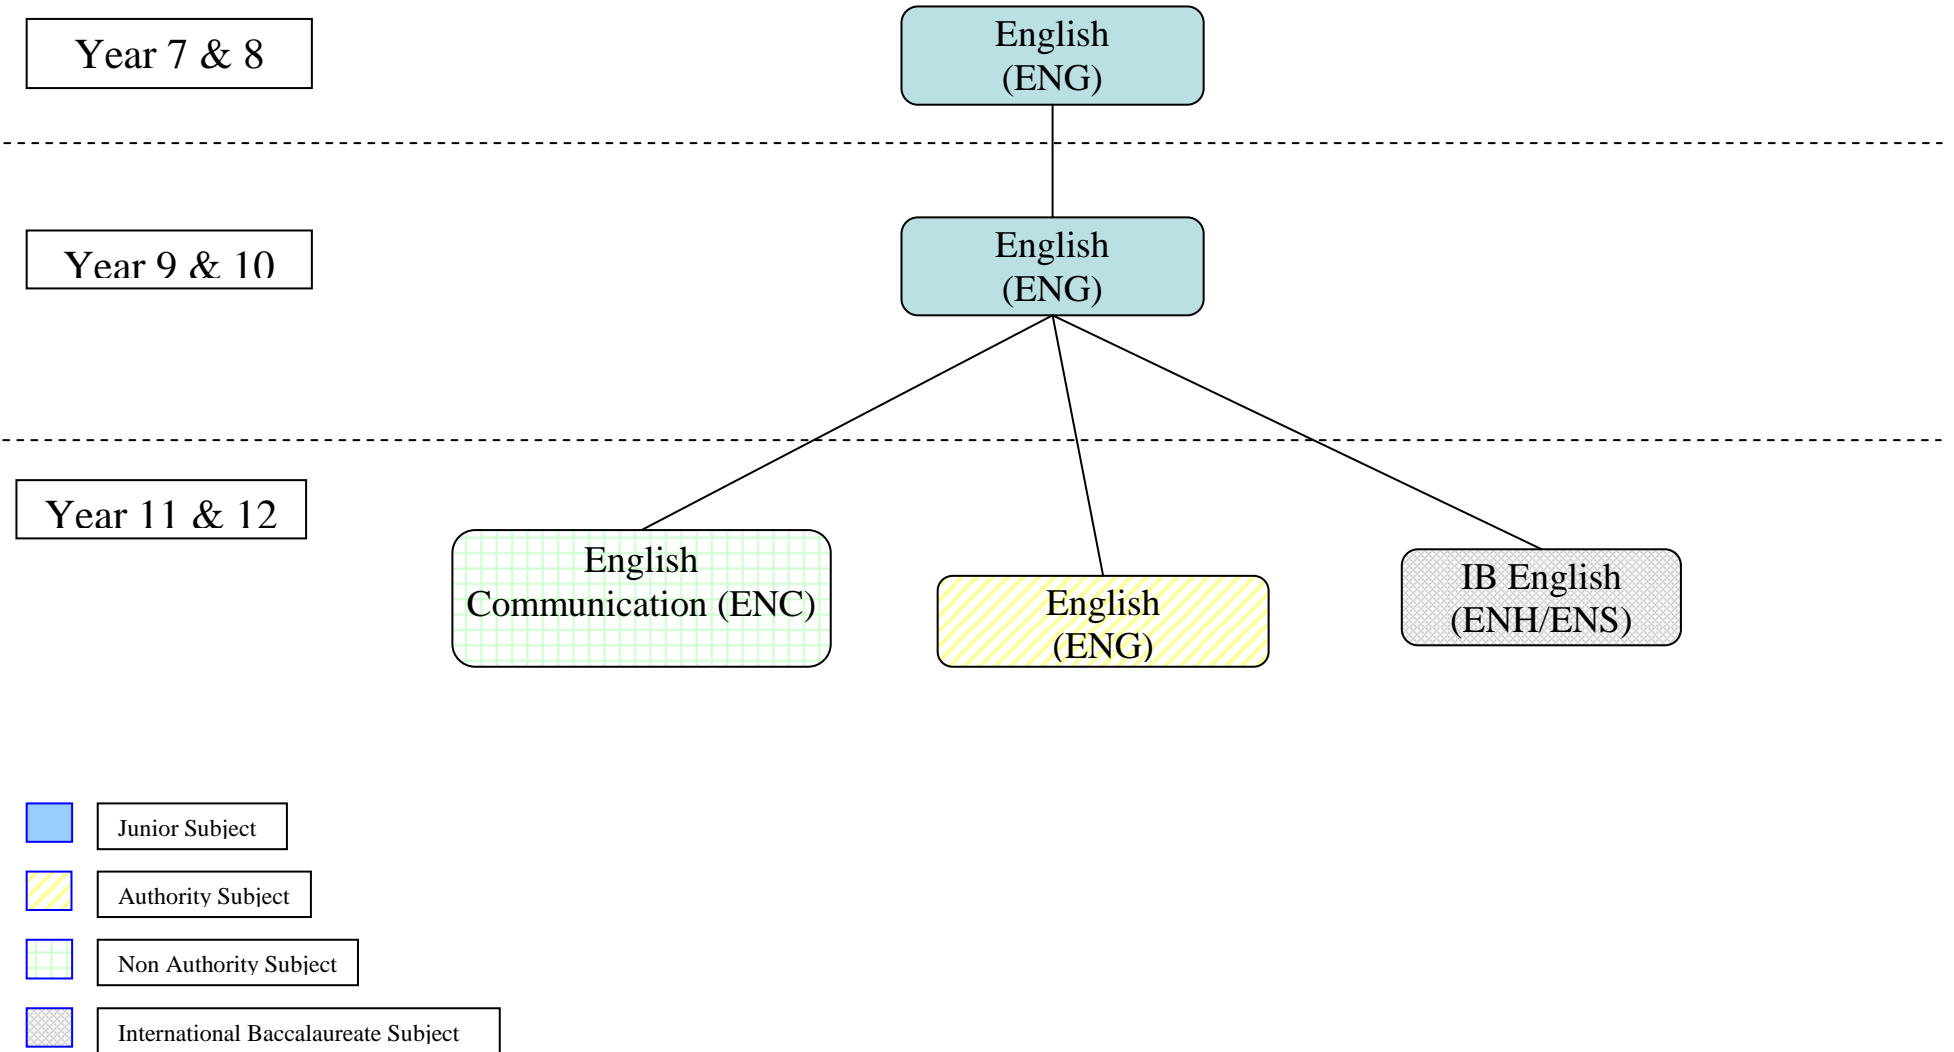 Year 7 & 8
English
(ENG)
Year 9 & 10
English
(ENG)
Year 11 & 12
English
Communication (ENC)
English
(ENG)
IB English
(ENH/ENS)
Junior Subject
Authority Subject
Non Authority Subject
International Baccalaureate Subject